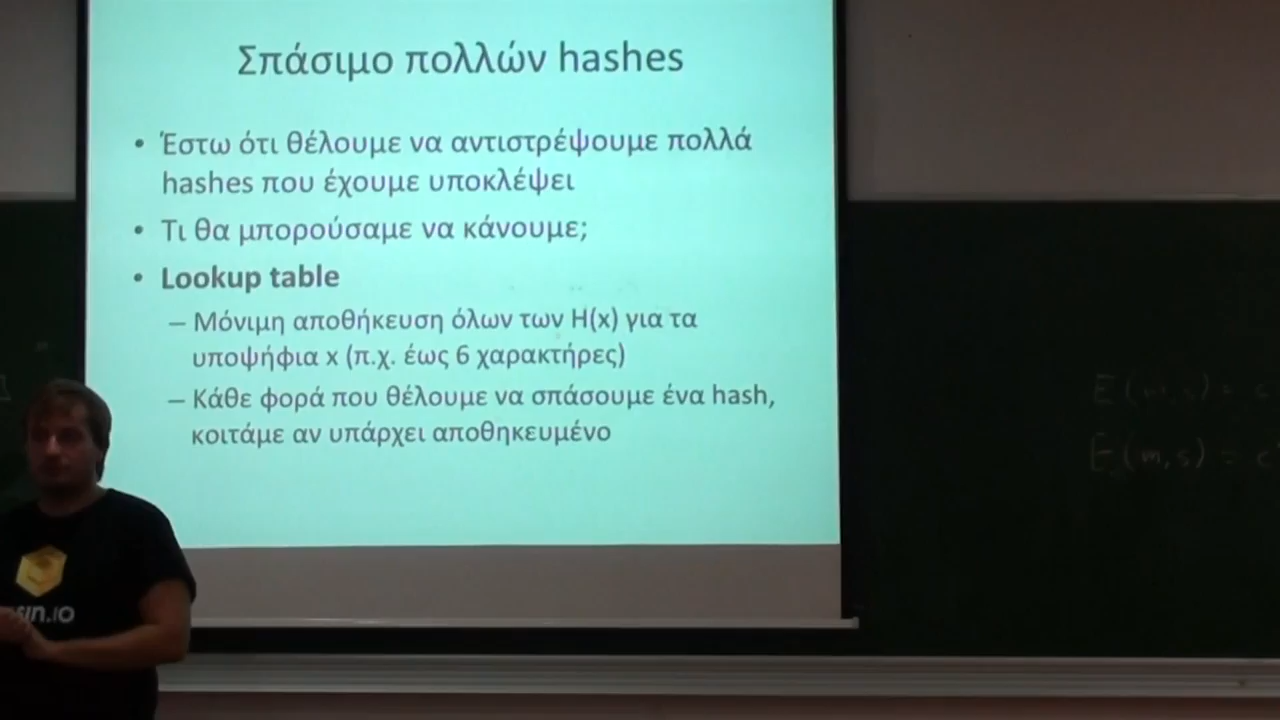 Σπάσιμο πολλών hashes
• Έστω ότι θέλουμε να αντιστρέψουμε πολλά
hashes που έχουμε υποκλέψει
• Τι θα μπορούσαμε να κάνουμε;
• Lookup table
– Μόνιμη αποθήκευση όλων των H(x) για τα
υποψήφια x (π.χ. έως 6 χαρακτήρες)
– Κάθε φορά που θέλουμε να σπάσουμε ένα hash,
κοιτάμε αν υπάρχει αποθηκευμένο
E(m,s) = c
E(m,s) = c